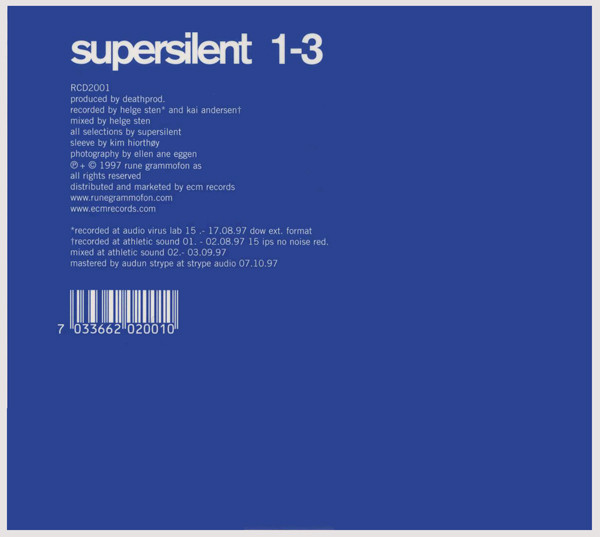 supersilent 1-3
RCD2001
produced by deathprod.
recorded by helge sten* and kai andersen†
mixed by helge sten
all selections by supersilent
sleeve by kim hiorthøy
photography by ellen ane eggen
℗ + © 1997 rune grammofon as
all rights reserved
distributed and marketed by ecm records
www.runegrammofon.com
www.ecmrecords.com
*recorded at audio virus lab 15 .- 17.08.97 dow ext. format
†recorded at athletic sound 01. - 02.08.97 15 ips no noise red.
mixed at athletic sound 02.- 03.09.97
mastered by audun strype at strype audio 07.10.97
7 033662 020010